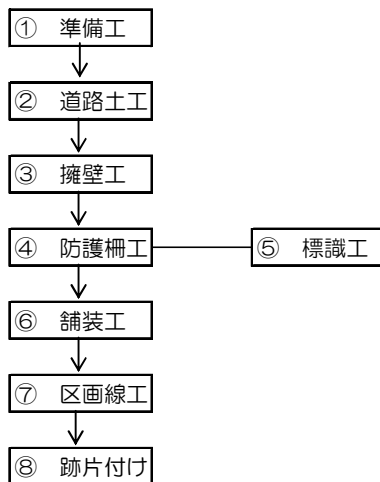 ① 準備工
② 道路土工
③ 擁壁工
④ 防護柵工
⑤ 標識工
⑥ 舗装工
⑦ 区画線工
⑧ 跡片付け